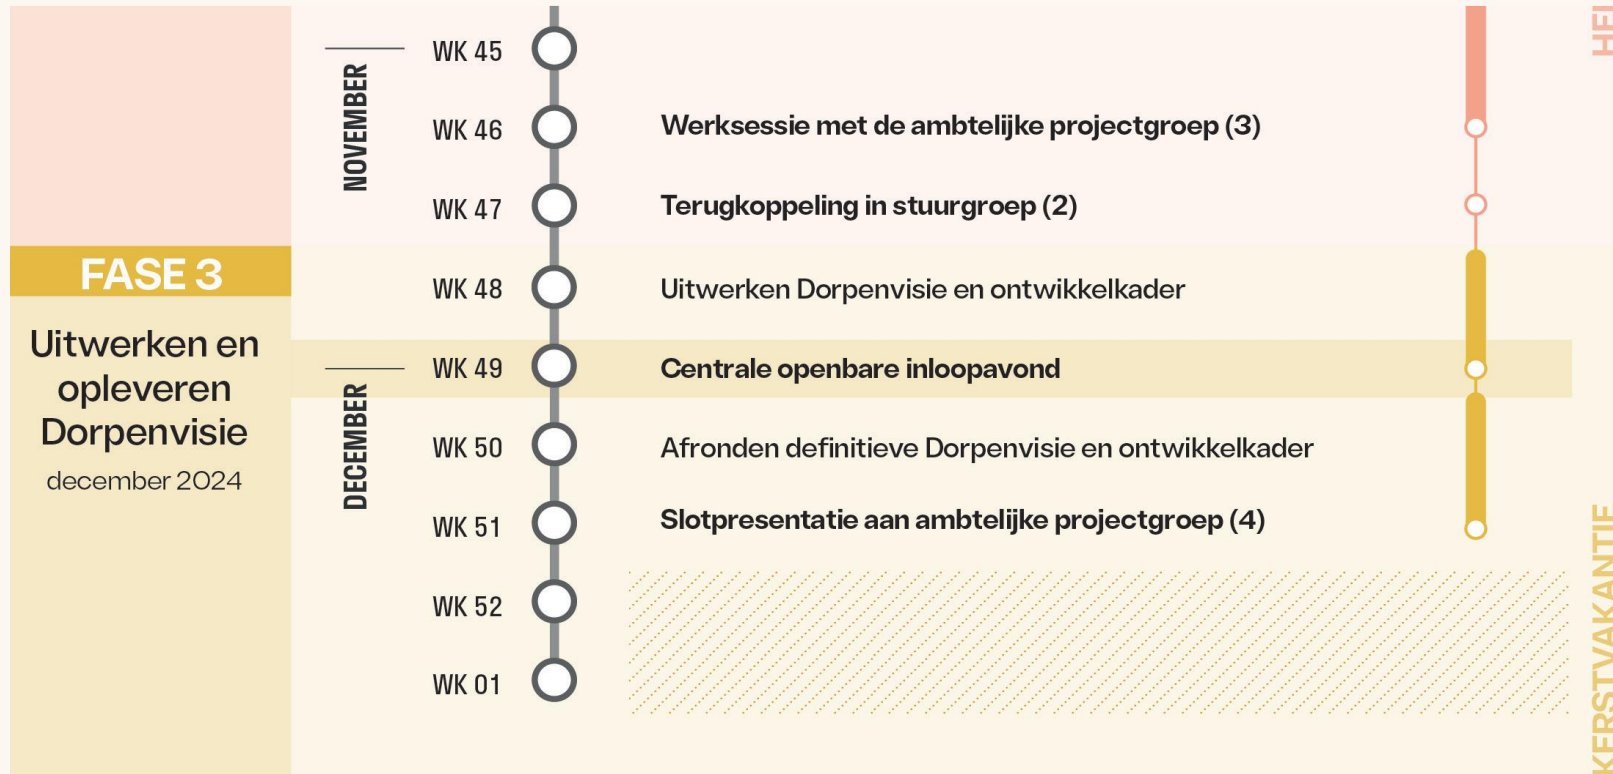 NOVEMBER
WK 45
WK 46
Werksessie met de ambtelijke projectgroep (3)
WK 47
Terugkoppeling in stuurgroep (2)
FASE 3
Uitwerken en
opleveren
Dorpenvisie
december 2024
WK 48
Uitwerken Dorpenvisie en ontwikkelkader
DECEMBER
WK 49
Centrale openbare inloopavond
WK 50
Afronden definitieve Dorpenvisie en ontwikkelkader
WK 51
Slotpresentatie aan ambtelijke projectgroep (4)
WK 52
WK 01
KERSTVAKANTIE